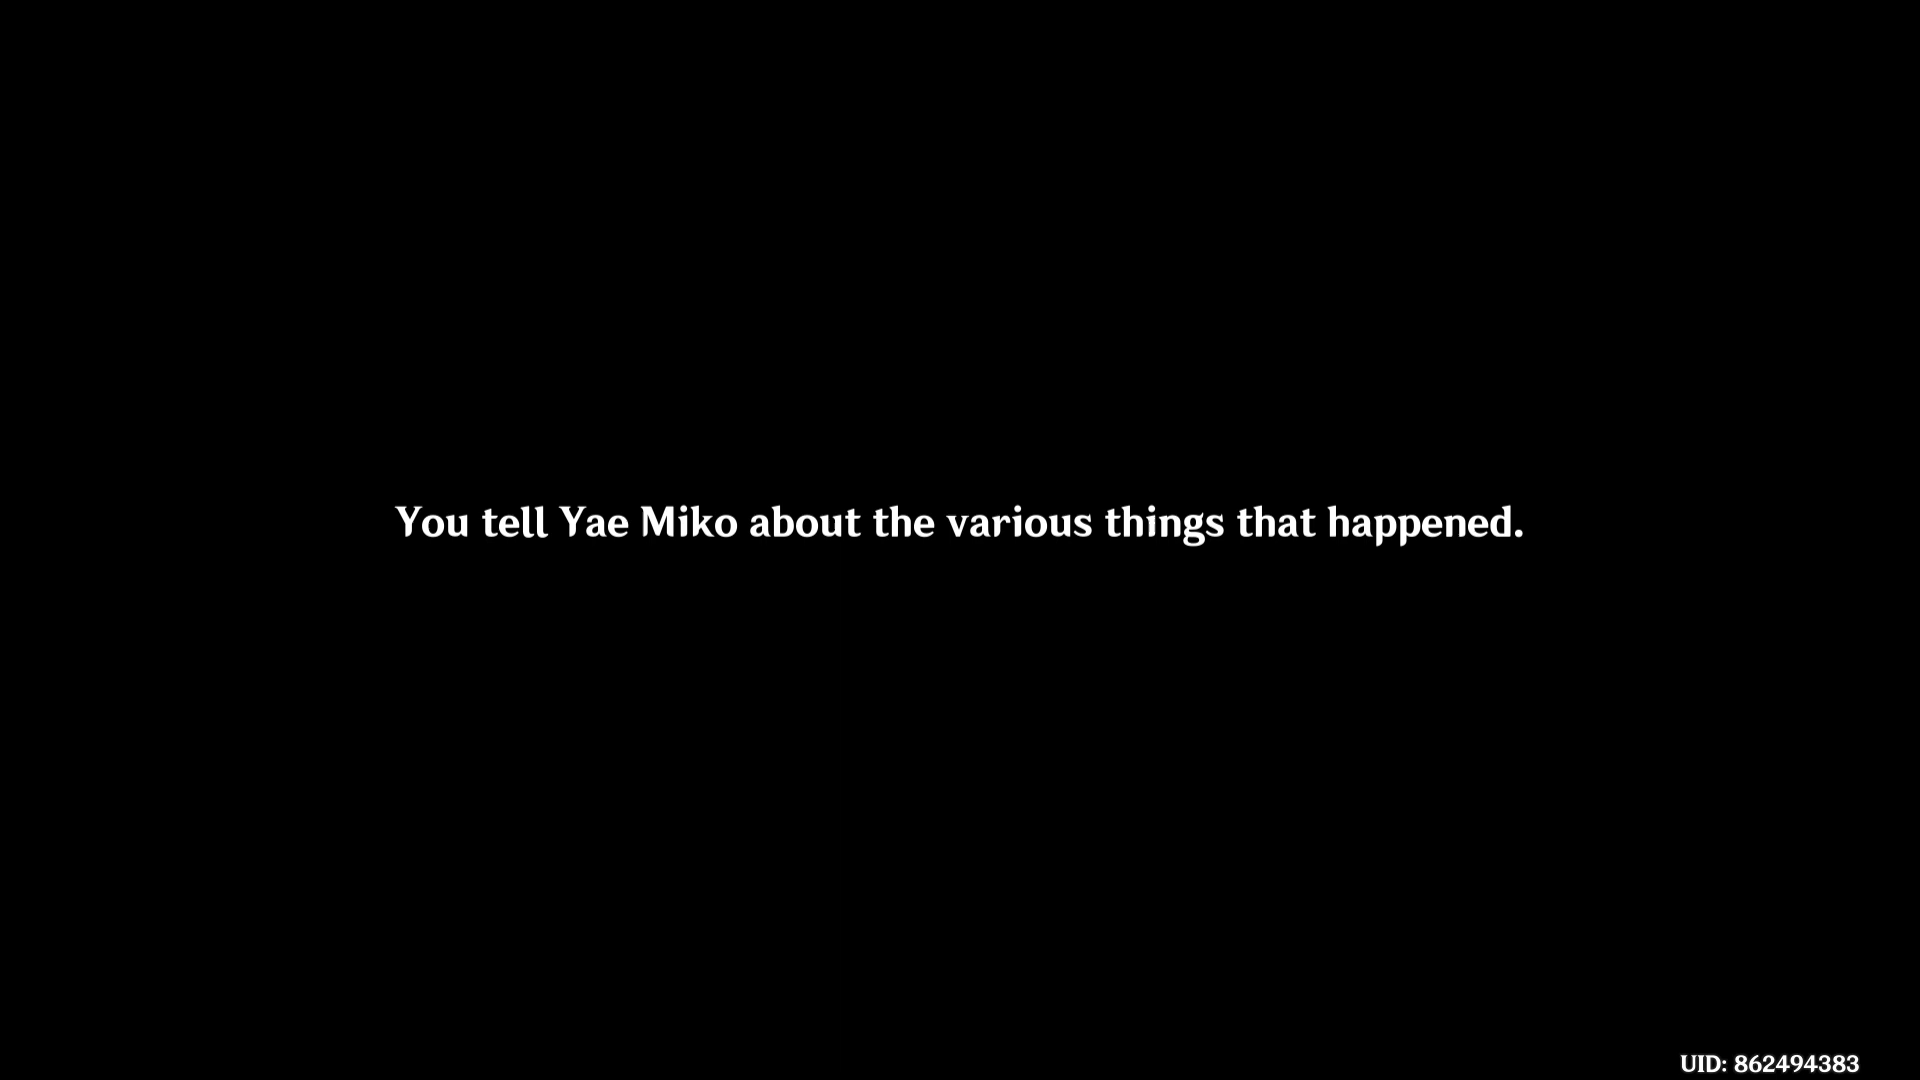 You tell Yae Miko about the various things that happened.
UID: 862494383